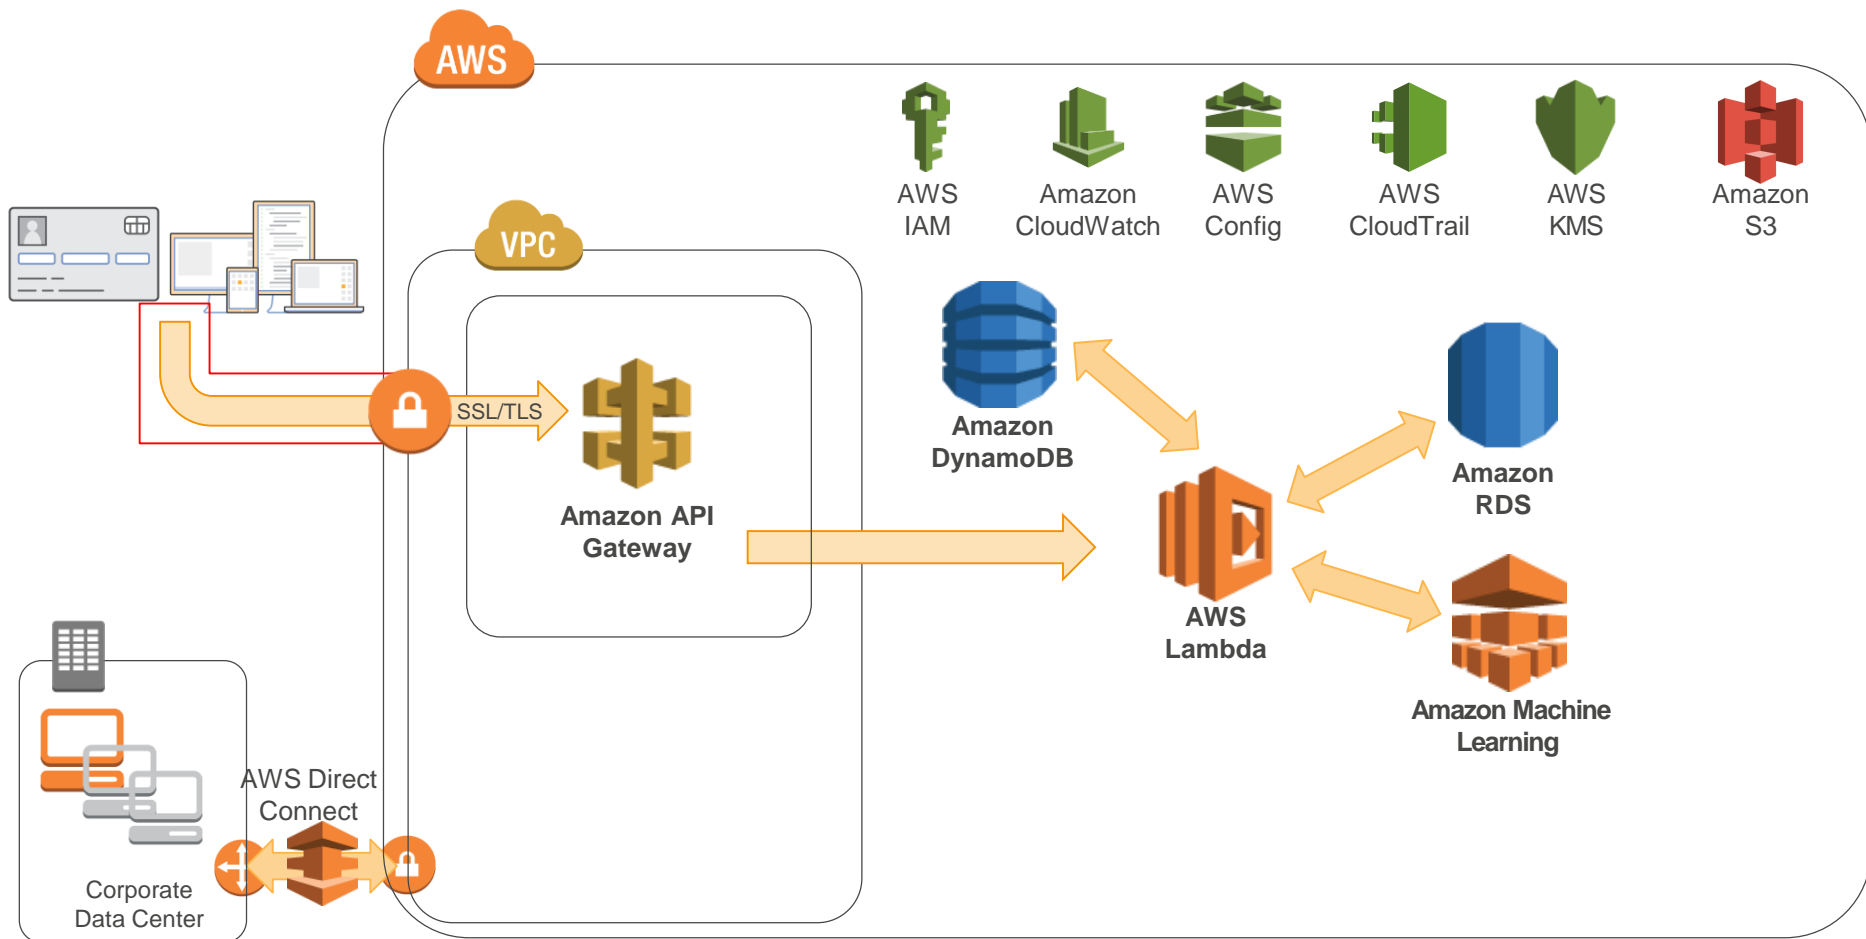 AWS
AWS
IAM
Amazon
CloudWatch
AWS
Config
AWS
CloudTrail
AWS
KMS
Amazon
S3
VPC
SSL/TLS
Amazon API
Gateway
Amazon
DynamoDB
Amazon
RDS
AWS
Lambda
Amazon Machine
Learning
AWS Direct
Connect
Corporate
Data Center